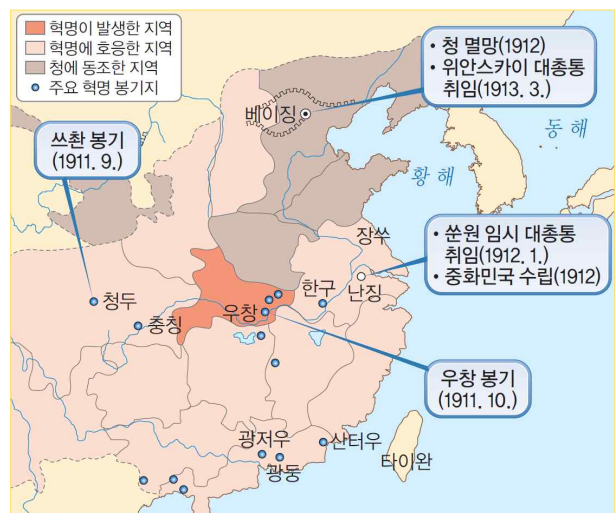 혁명이 발생한 지역
혁명에 호응한 지역
청에 동조한 지역
주요 혁명 봉기지
• 청 멸망(1912)
• 위안스카이 대총통
취임(1913. 3.)
베이징
동해
황해
쓰촨 봉기
(1911. 9.)
장쑤
• 쑨원 임시 대총통
취임(1912. 1.)
• 중화민국 수립(1912)
청두
충칭
우창
한구
난징
우창 봉기
(1911. 10.)
광저우
산터우
광둥
타이완